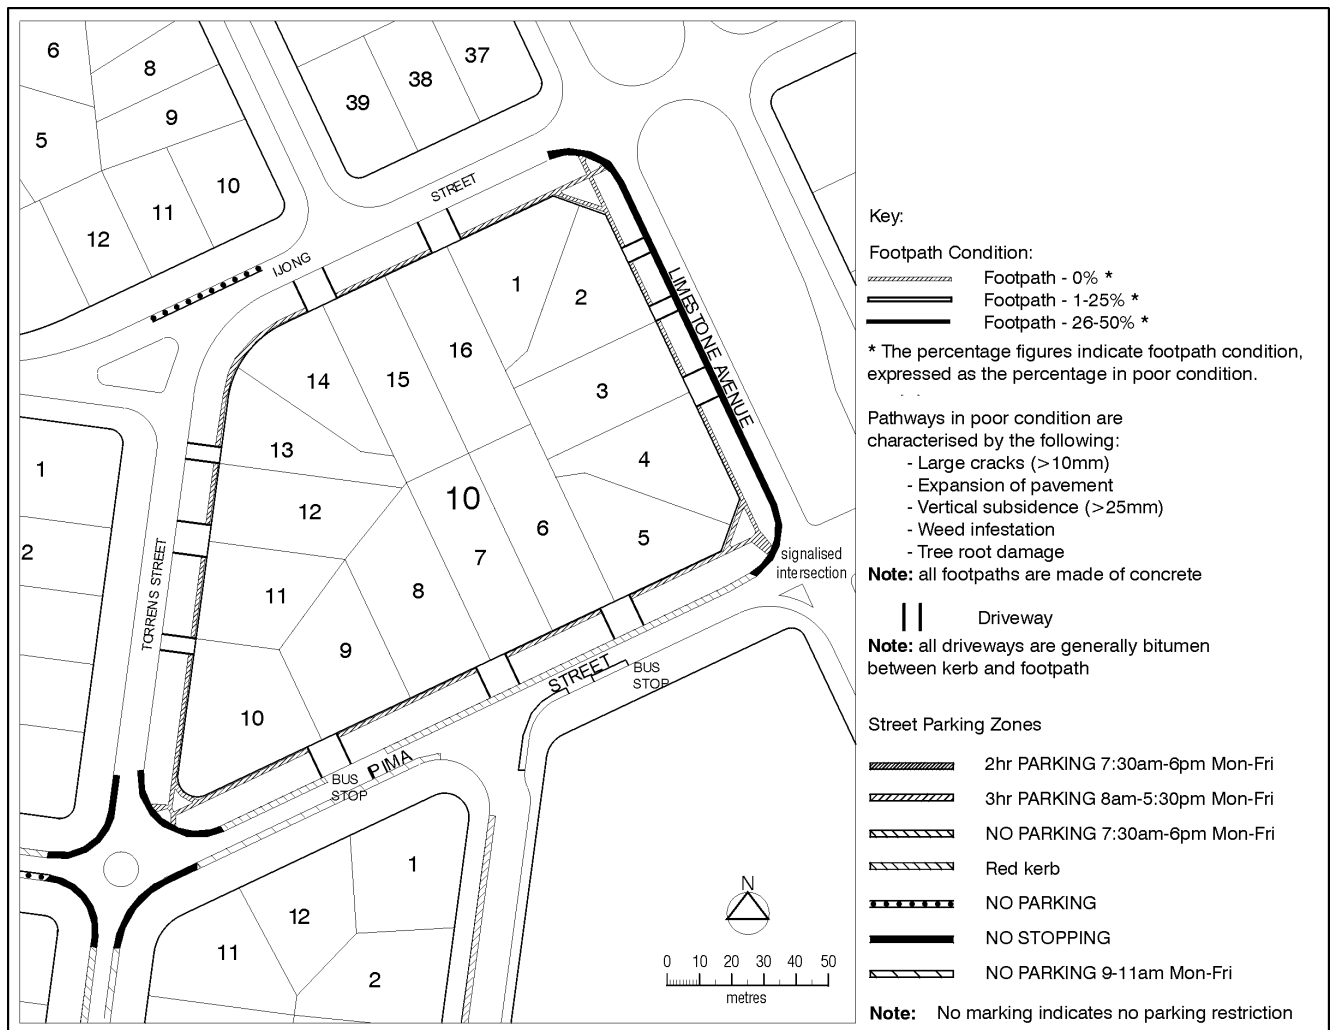 6
8
37
38
39
9
5
10
11
12
STREET
IJONG
1
2
LIMESTONE AVENUE
16
14
15
3
13
4
1
12
10
6
5
2
7
signalised
intersection
TORRENS STREET
11
8
9
STREET
BUS
STOP
10
PIMA
BUS
STOP
1
12
11
2
N
0 10 20 30 40 50
metres
Key:
Footpath Condition:
Footpath - 0% *
Footpath - 1-25% *
Footpath - 26-50% *
* The percentage figures indicate footpath condition,
expressed as the percentage in poor condition.
Pathways in poor condition are
characterised by the following:
- Large cracks (>10mm)
- Expansion of pavement
- Vertical subsidence (>25mm)
- Weed infestation
- Tree root damage
Note: all footpaths are made of concrete
Driveway
Note: all driveways are generally bitumen
between kerb and footpath
Street Parking Zones
2hr PARKING 7:30am-6pm Mon-Fri
3hr PARKING 8am-5:30pm Mon-Fri
NO PARKING 7:30am-6pm Mon-Fri
Red kerb
NO PARKING
NO STOPPING
NO PARKING 9-11am Mon-Fri
Note: No marking indicates no parking restriction